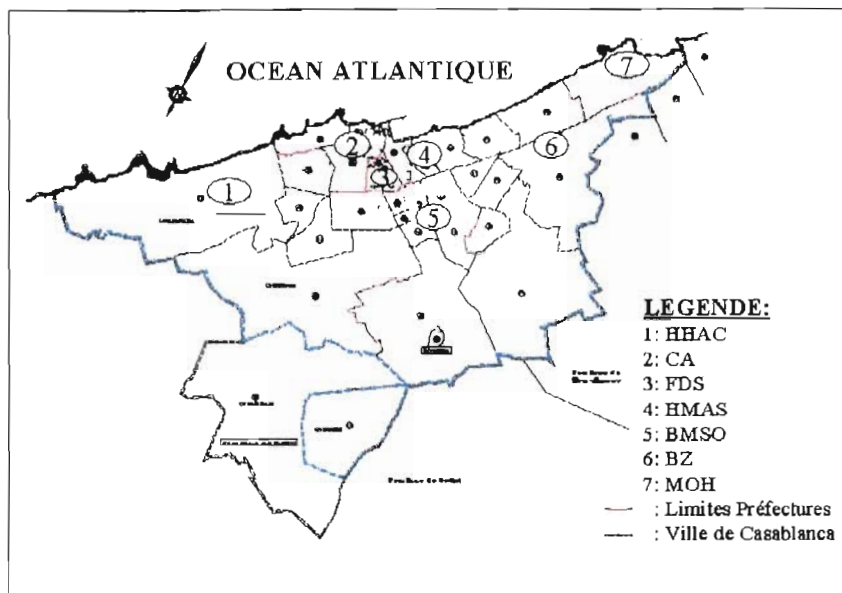 OCEAN ATLANTIQUE
7
2
4
6
3
1
5
LEGENDE:
1: HHAC
2: CA
3: FDS
4: HMAS
5: BMSO
6: BZ
7: MOH
: Limites Préfectures
: Ville de Casablanca